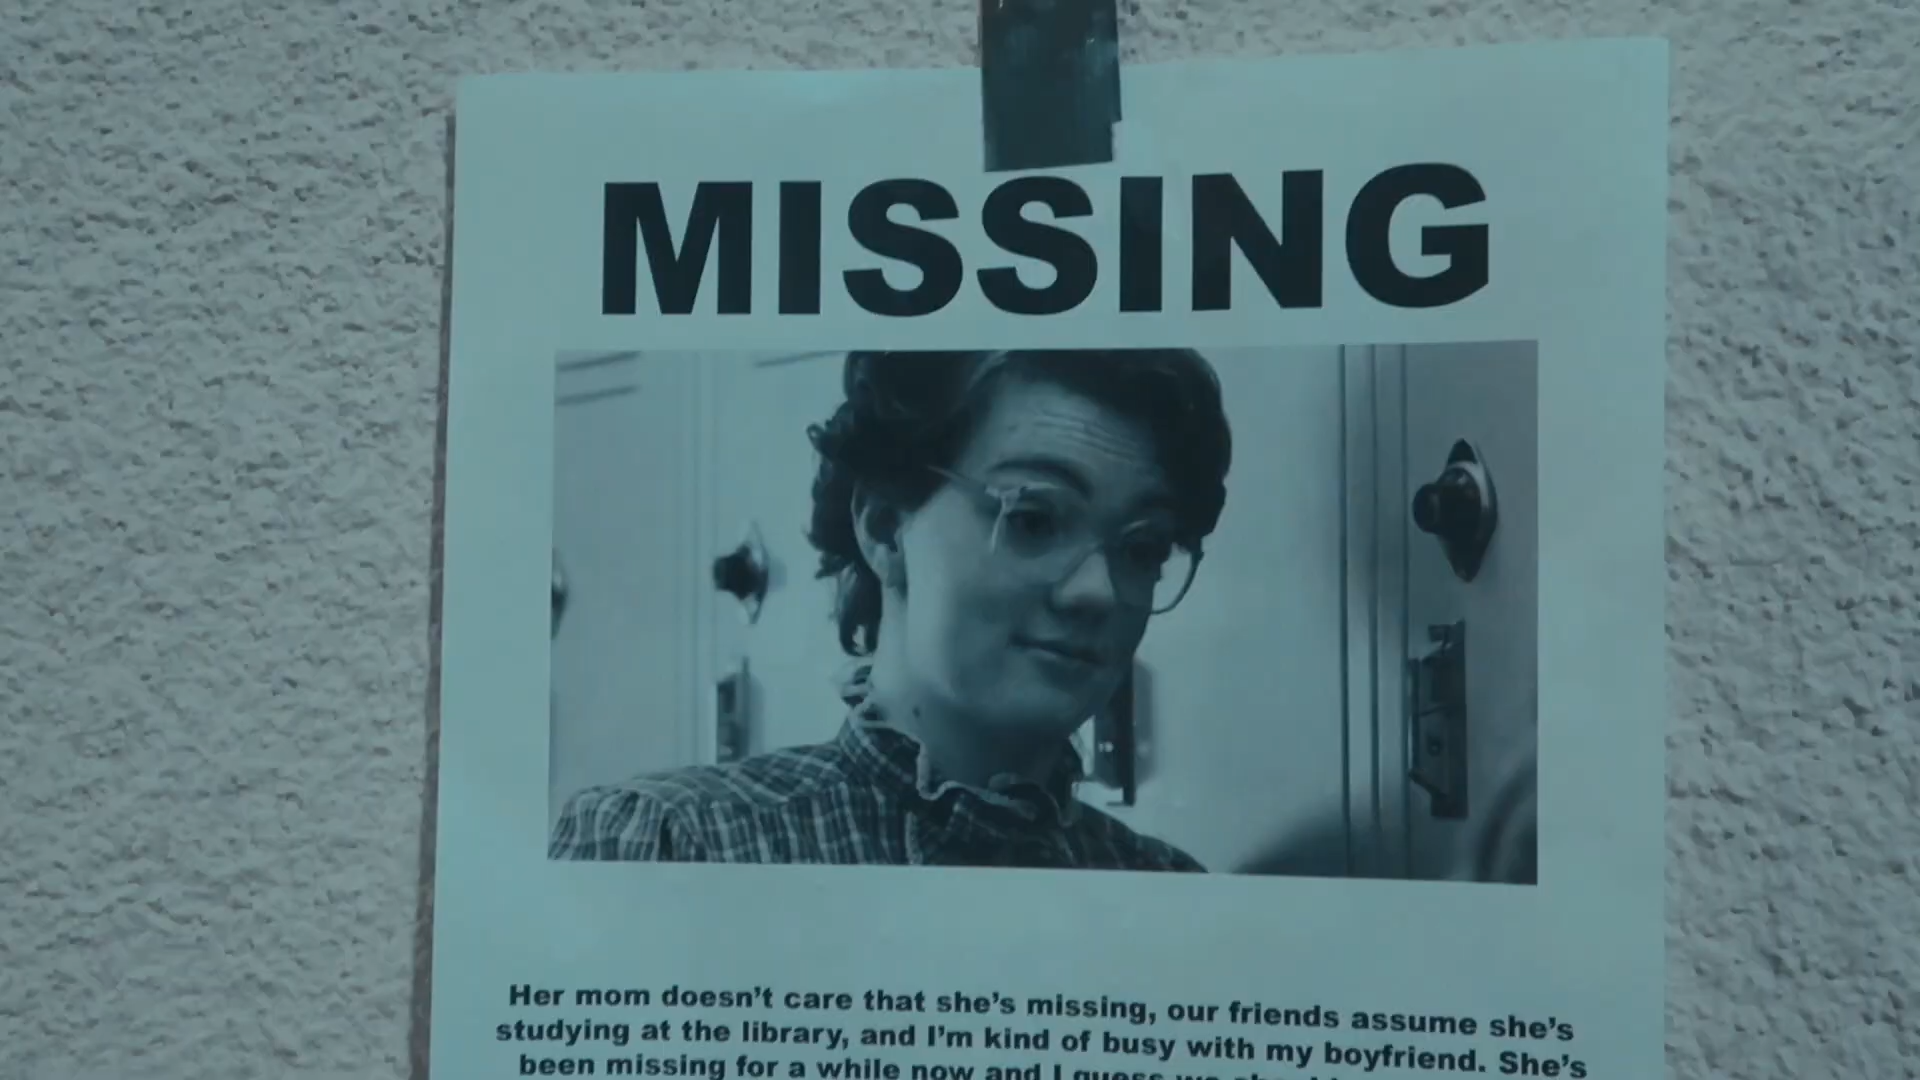 MISSING
Her mom doesn't care that she's missing, our friends assume she's
studying at the library, and I'm kind of busy with my boyfriend. She's
been missing for a while now and I guess we